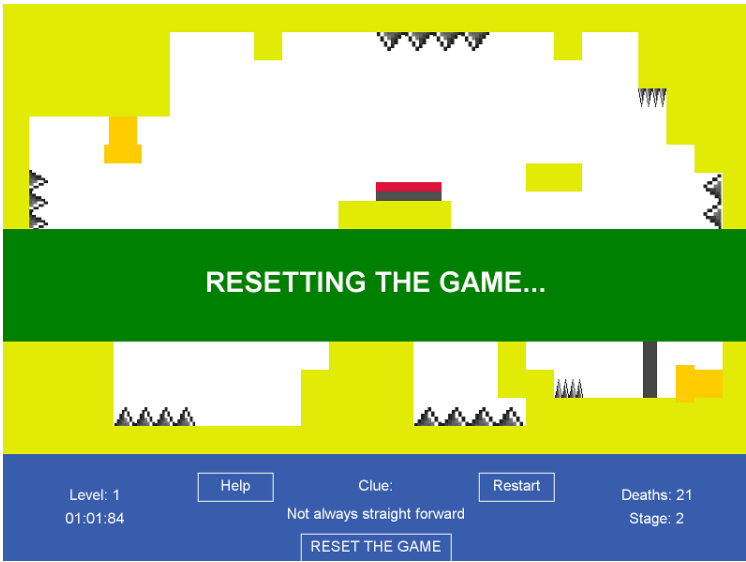 RESETTING THE GAME...
Level: 1
Help
Clue:
Restart
Deaths: 21
01:01:84
Not always straight forward
Stage: 2
RESET THE GAME